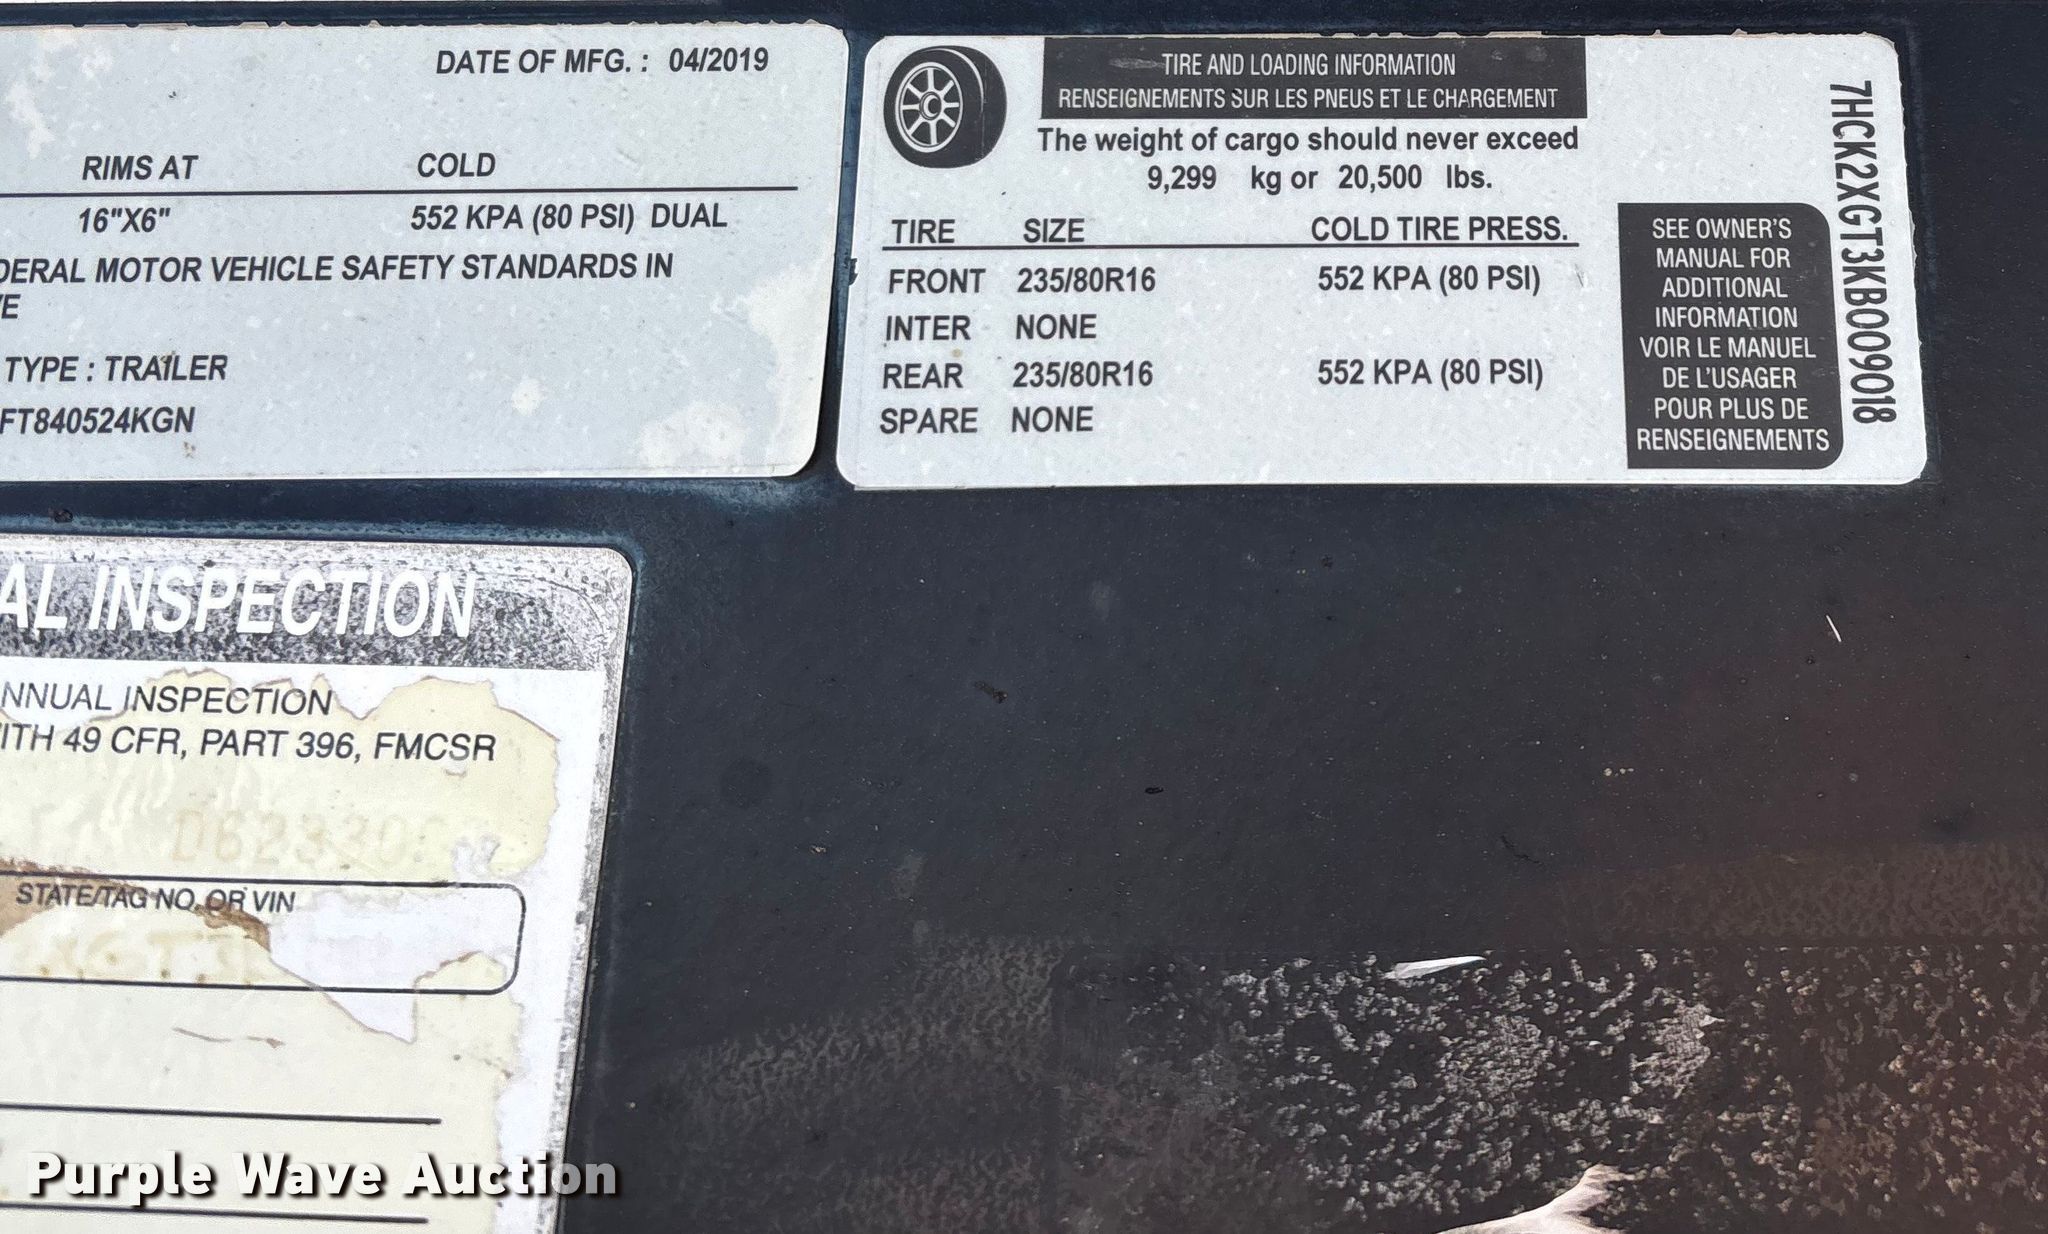 DATE OF MFG. : 04/2019
RIMS AT COLD
16"X6" 552 KPA (80 PSI) DUAL
DERAL MOTOR VEHICLE SAFETY STANDARDS IN
VE
TYPE : TRAILER
FT840524KGN
TIRE AND LOADING INFORMATION
RENSEIGNEMENTS SUR LES PNEUS ET LE CHARGEMENT
The weight of cargo should never exceed
9,299 kg or 20,500 lbs.
TIRE SIZE COLD TIRE PRESS.
FRONT 235/80R16 552 KPA (80 PSI)
INTER NONE
REAR 235/80R16 552 KPA (80 PSI)
SPARE NONE
SEE OWNER'S
MANUAL FOR
ADDITIONAL
INFORMATION
VOIR LE MANUEL
DE L'USAGER
POUR PLUS DE
RENSEIGNEMENTS
7HCK2XGT3KB009018
AL INSPECTION
NNUAL INSPECTION
ITH 49 CFR, PART 396, FMCSR
STATE/TAG NO. OR VIN
Purple Wave Auction